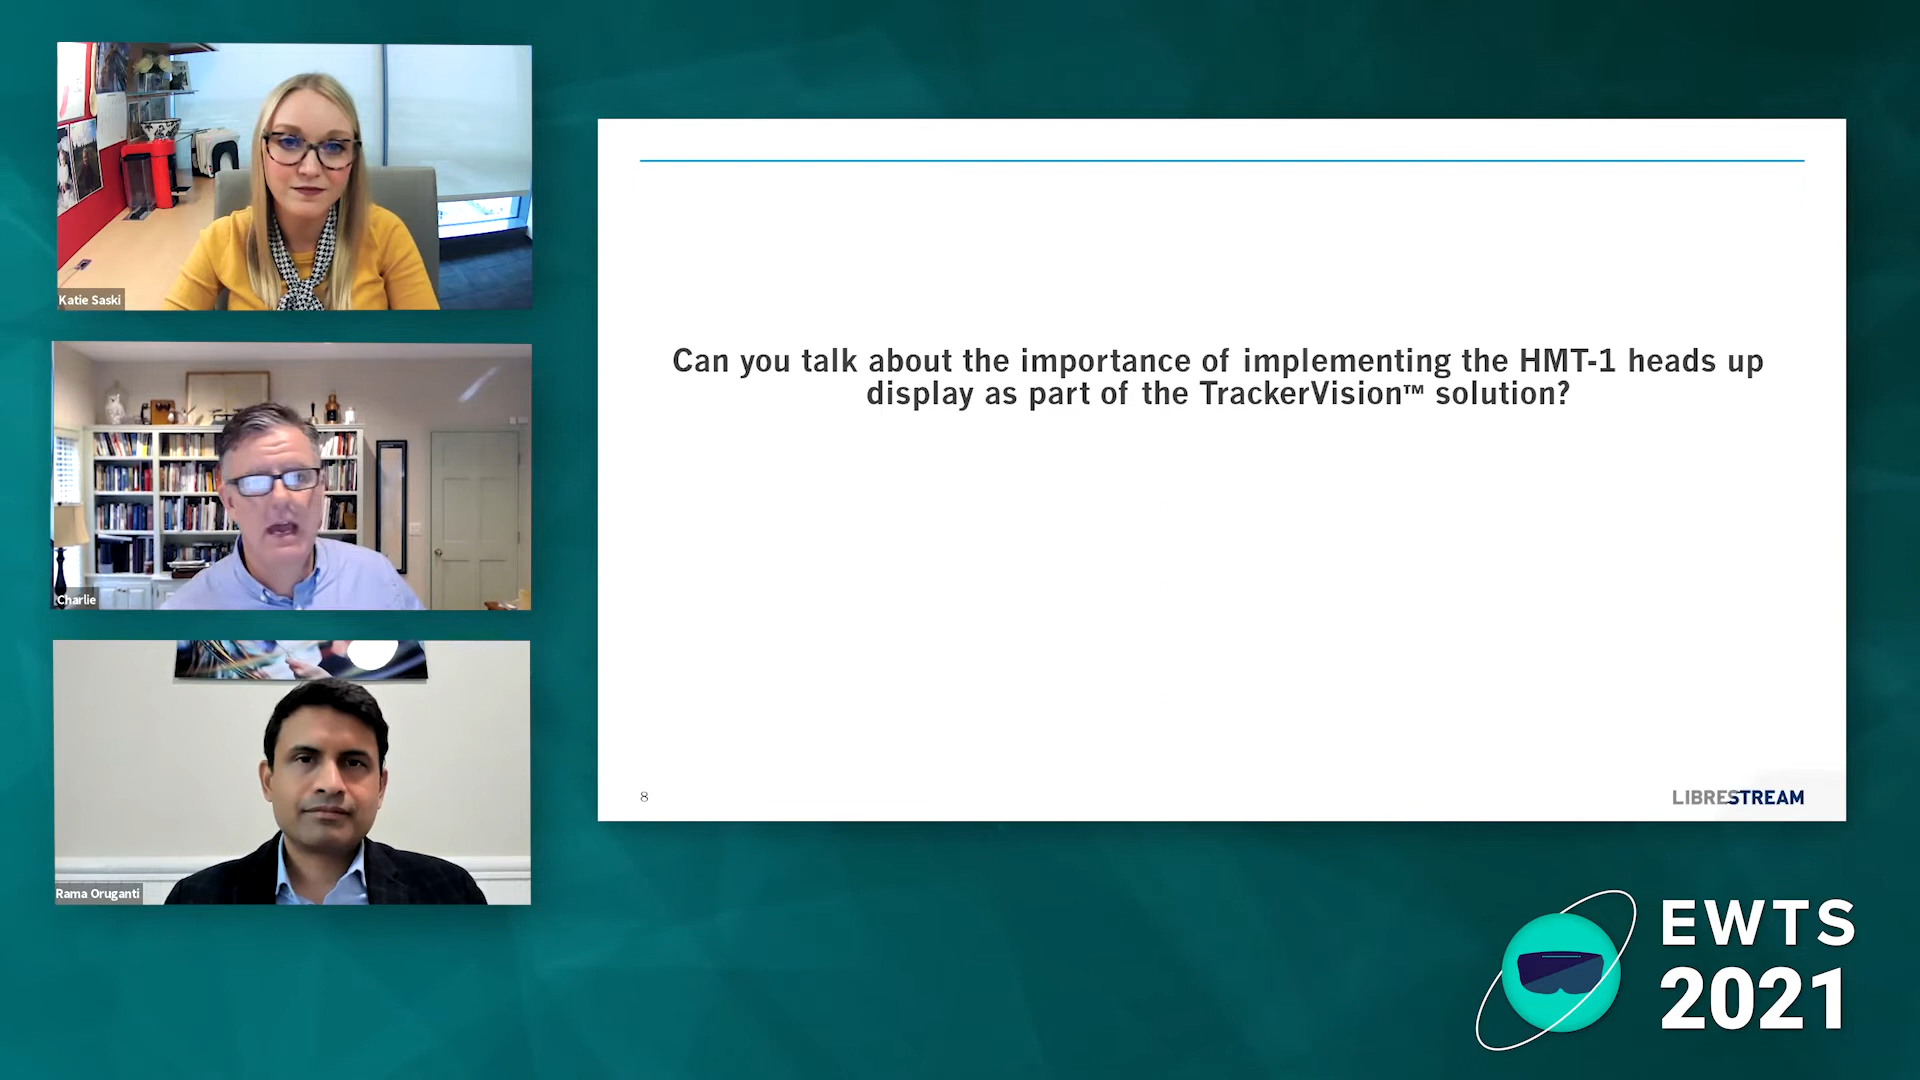 Katie Saski
Charlie
Rama Oruganti
Can you talk about the importance of implementing the HMT-1 heads up
display as part of the TrackerVision™ solution?
8
LIBRESTREAM
EWTS
2021